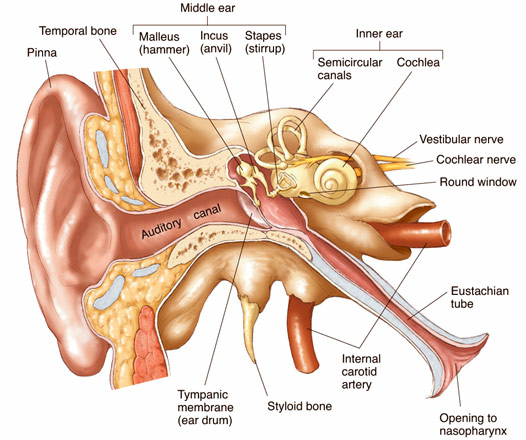 Middle ear
Temporal bone
Malleus
(hammer)
Incus
(anvil)
Stapes
(stirrup)
Inner ear
Semicircular
canals
Cochlea
Pinna
Vestibular nerve
Cochlear nerve
Round window
Auditory canal
Eustachian
tube
Internal
carotid
artery
Tympanic
membrane
(ear drum)
Styloid bone
Opening to
nasopharynx